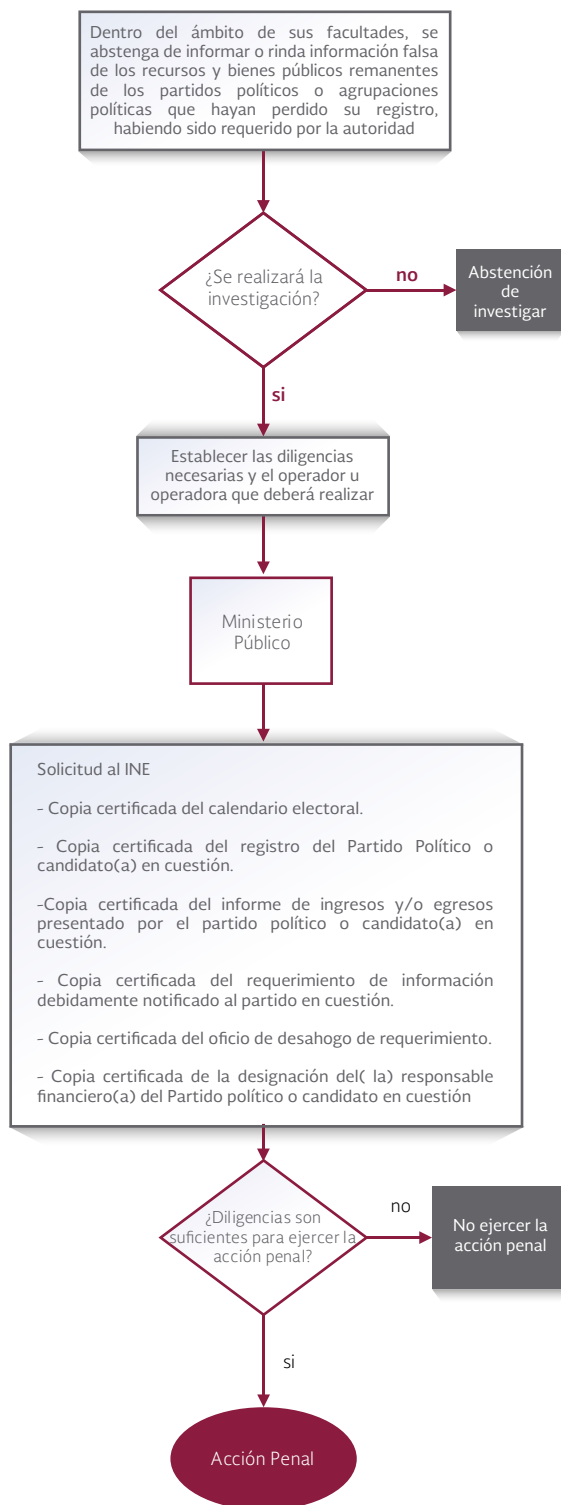 Dentro del ámbito de sus facultades, se
abstenga de informar o rinda información falsa
de los recursos y bienes públicos remanentes
de los partidos políticos o agrupaciones
políticas que hayan perdido su registro,
habiendo sido requerido por la autoridad
¿Se realizará la
investigación?
no
Abstención
de
investigar
si
Establecer las diligencias
necesarias y el operador u
operadora que deberá realizar
Ministerio
Público
Solicitud al INE
- Copia certificada del calendario electoral.
- Copia certificada del registro del Partido Político o
candidato(a) en cuestión.
-Copia certificada del informe de ingresos y/o egresos
presentado por el partido político o candidato(a) en
cuestión.
- Copia certificada del requerimiento de información
debidamente notificado al partido en cuestión.
- Copia certificada del oficio de desahogo de requerimiento.
- Copia certificada de la designación del( la) responsable
financiero(a) del Partido político o candidato en cuestión
¿Diligencias son
suficientes para ejercer la
acción penal?
no
No ejercer la
acción penal
si
Acción Penal